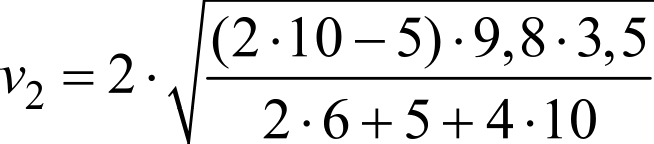 v₂ = 2 · √((2·10 − 5)·9,8·3,5 / (2·6 + 5 + 4·10))